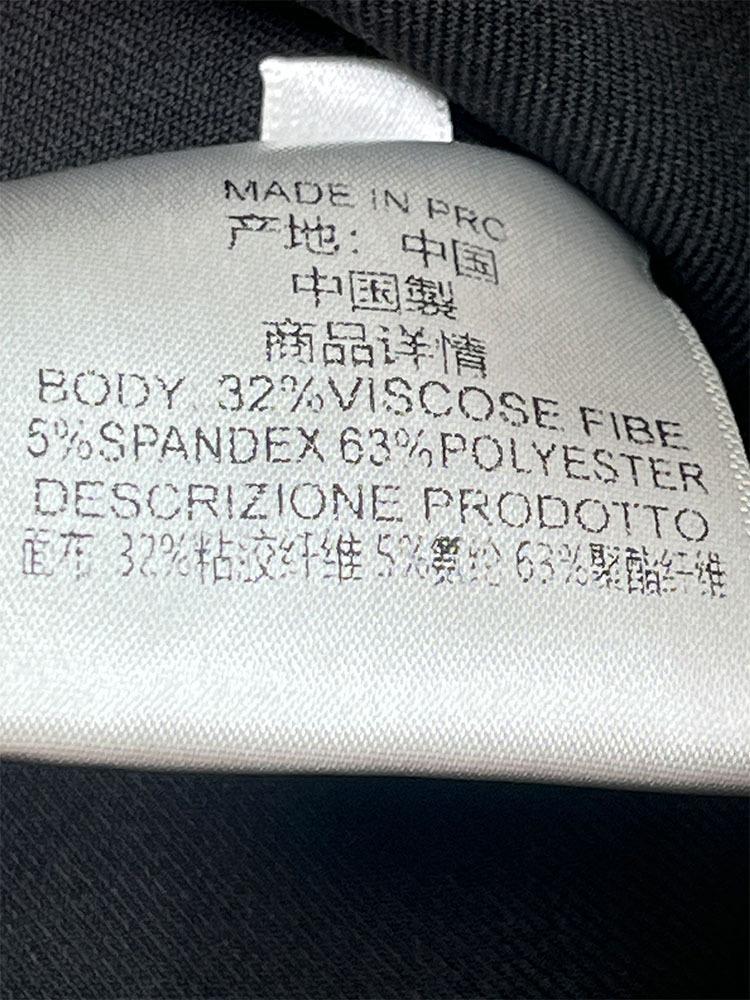 MADE IN PRC
产地：中国
中国製
商品详情
BODY 32%VISCOSE FIBE
5%SPANDEX 63%POLYESTER
DESCRIZIONE PRODOTTO
面布 32%粘胶纤维 5%氨纶 63%聚酯纤维